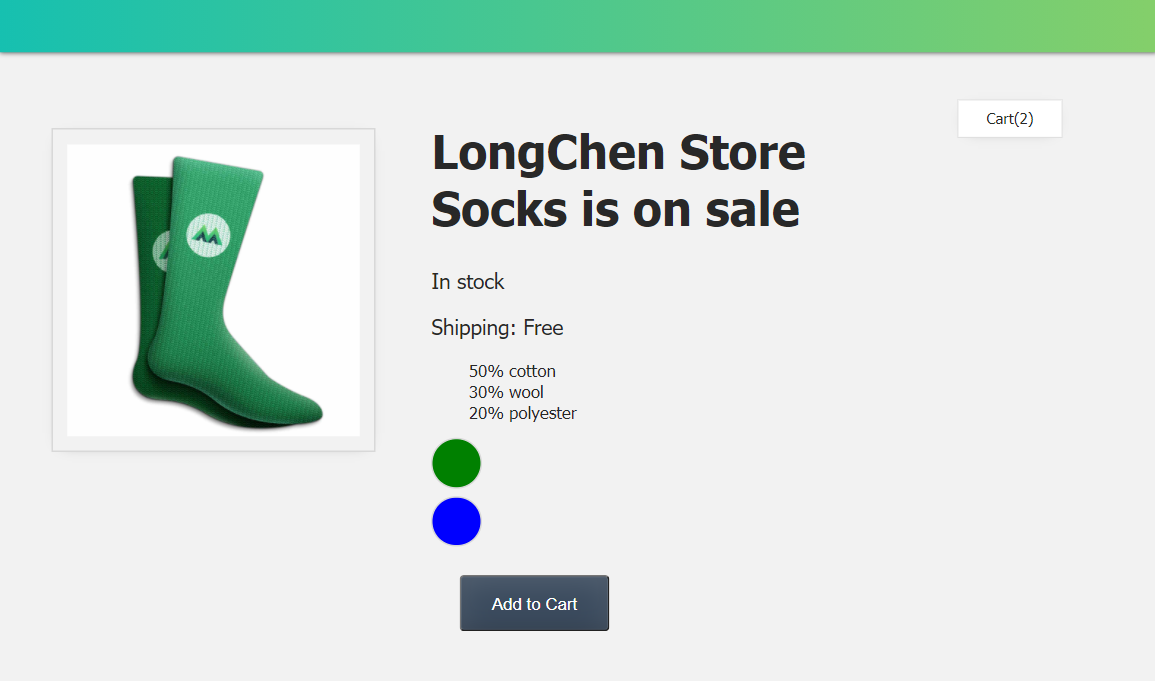 Cart(2)
LongChen Store
Socks is on sale
In stock
Shipping: Free
50% cotton
30% wool
20% polyester
Add to Cart